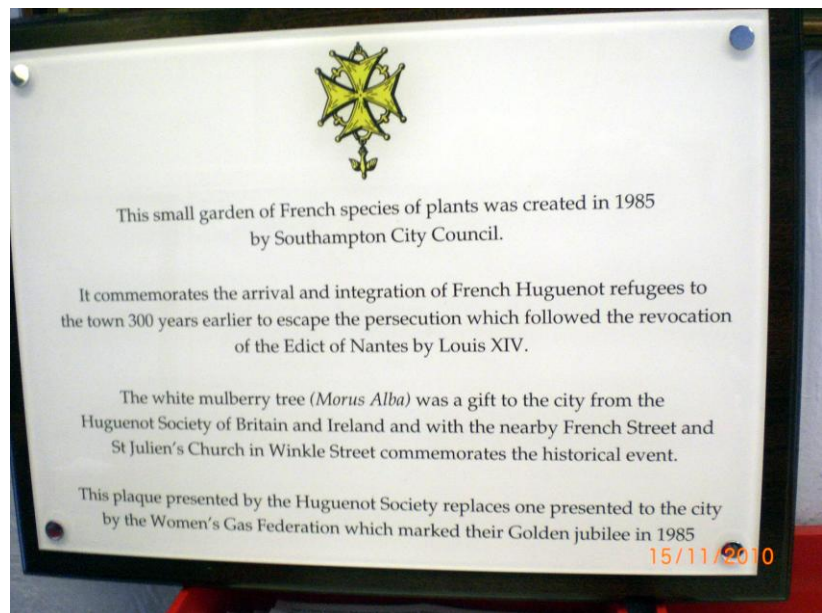 This small garden of French species of plants was created in 1985
by Southampton City Council.
It commemorates the arrival and integration of French Huguenot refugees to
the town 300 years earlier to escape the persecution which followed the revocation
of the Edict of Nantes by Louis XIV.
The white mulberry tree (Morus Alba) was a gift to the city from the
Huguenot Society of Britain and Ireland and with the nearby French Street and
St Julien's Church in Winkle Street commemorates the historical event.
This plaque presented by the Huguenot Society replaces one presented to the city
by the Women's Gas Federation which marked their Golden jubilee in 1985
15/11/2010